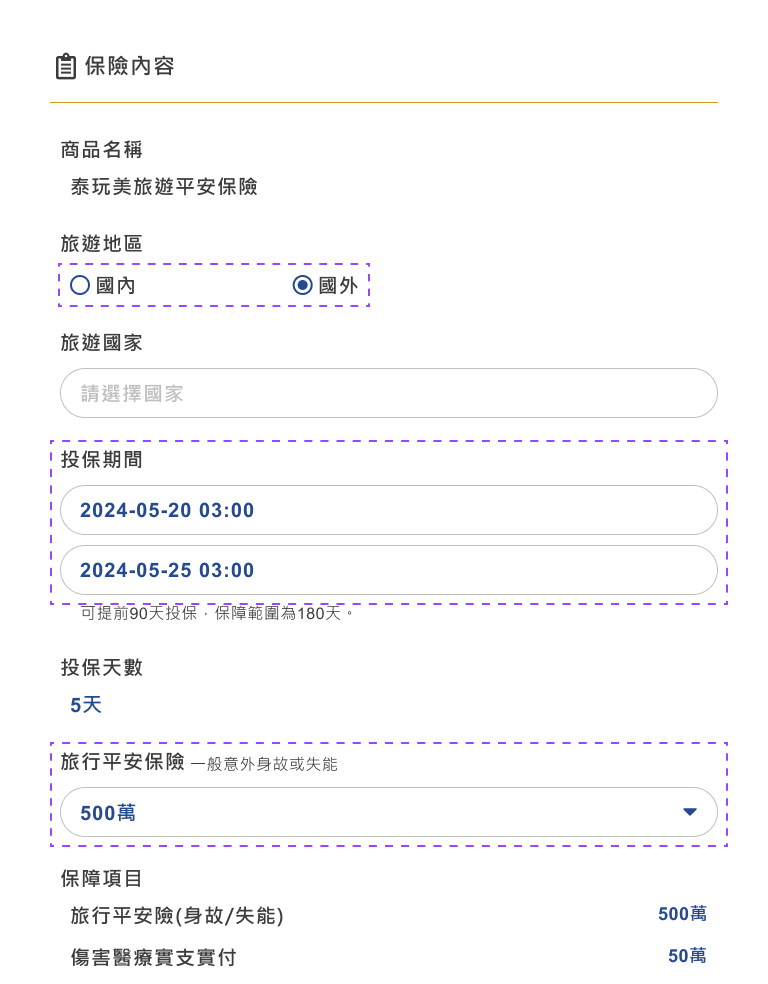 保險內容
商品名稱
泰玩美旅遊平安保險
旅遊地區
國內 國外
旅遊國家
請選擇國家
投保期間
2024-05-20 03:00
2024-05-25 03:00
可提前90天投保，保障範圍為180天。
投保天數
5天
旅行平安保險 一般意外身故或失能
500萬
保障項目
旅行平安險(身故/失能) 500萬
傷害醫療實支實付 50萬